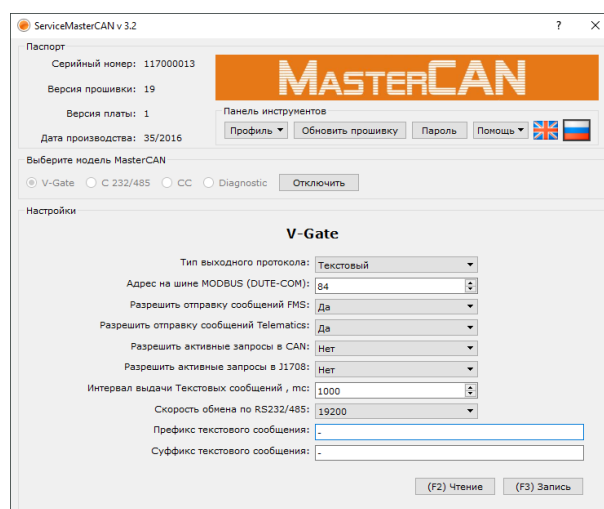 ServiceMasterCAN v 3.2
Паспорт
Серийный номер: 117000013
Версия прошивки: 19
Версия платы: 1
Дата производства: 35/2016
MASTERCAN
Панель инструментов
Профиль Обновить прошивку Пароль Помощь
Выберите модель MasterCAN
V-Gate C 232/485 CC Diagnostic Отключить
Настройки
V-Gate
Тип выходного протокола: Текстовый
Адрес на шине MODBUS (DUTE-COM): 84
Разрешить отправку сообщений FMS: Да
Разрешить отправку сообщений Telematics: Да
Разрешить активные запросы в CAN: Нет
Разрешить активные запросы в J1708: Нет
Интервал выдачи Текстовых сообщений , mc: 1000
Скорость обмена по RS232/485: 19200
Префикс текстового сообщения: -
Суффикс текстового сообщения: -
(F2) Чтение (F3) Запись